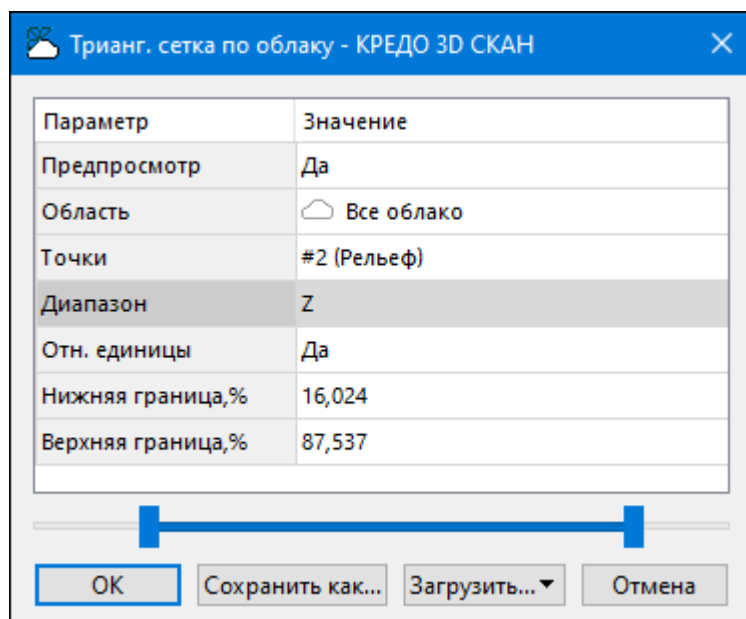 Трианг. сетка по облаку - КРЕДО 3D СКАН
Параметр Значение
Предпросмотр Да
Область Все облако
Точки #2 (Рельеф)
Диапазон Z
Отн. единицы Да
Нижняя граница,% 16,024
Верхняя граница,% 87,537
ОК Сохранить как... Загрузить... Отмена